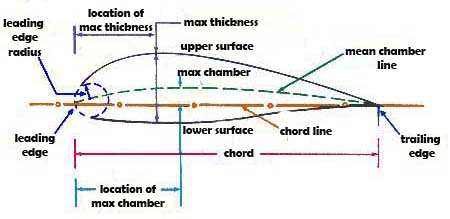 leading
edge
radius
location of
mac thickness
max thickness
upper surface
mean chamber
line
max chamber
lower surface
chord line
leading
edge
trailing
edge
chord
location of
max chamber